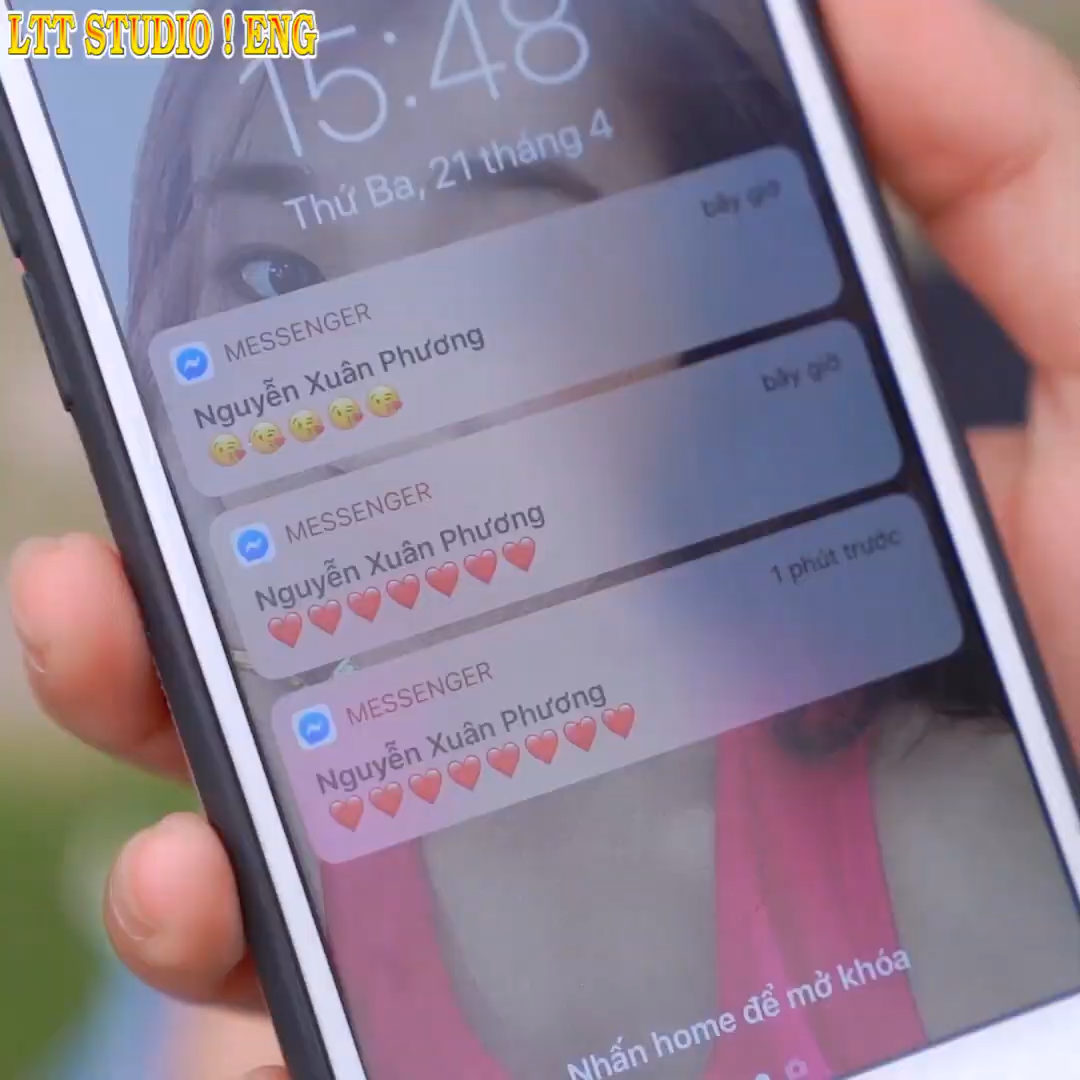 LTT STUDIO ! ENG
15:48
Thứ Ba, 21 tháng 4
MESSENGER
bây giờ
Nguyễn Xuân Phương
😘😘😘😘😘
MESSENGER
bây giờ
Nguyễn Xuân Phương
❤️❤️❤️❤️❤️❤️❤️
MESSENGER
1 phút trước
Nguyễn Xuân Phương
❤️❤️❤️❤️❤️❤️❤️❤️
Nhấn home để mở khóa